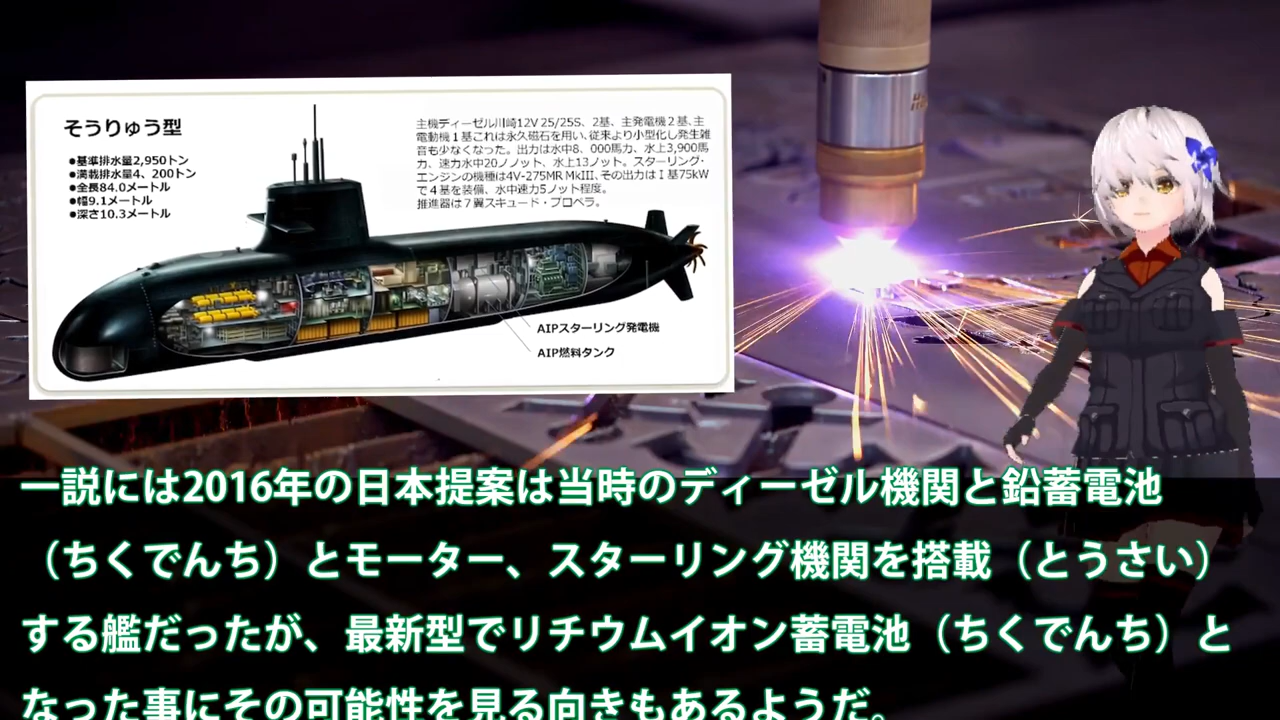 そうりゅう型
●基準排水量2,950トン
●満載排水量4、200トン
●全長84.0メートル
●幅9.1メートル
●深さ10.3メートル
主機ディーゼル川崎12V 25/25S、2基、主発電機2基、主
電動機1基これは永久磁石を用い、従来より小型化し発生雑
音も少なくなった。出力は水中8、000馬力、水上3,900馬
力、速力水中20ノノット、水上13ノット。スターリング・
エンジンの機種は4V-275MR MkIII、その出力はI基75kW
で4基を装備、水中速力5ノット程度。
推進器は7翼スキュード・プロペラ。
AIPスターリング発電機
AIP燃料タンク
一説には2016年の日本提案は当時のディーゼル機関と鉛蓄電池
（ちくでんち）とモーター、スターリング機関を搭載（とうさい）
する艦だったが、最新型でリチウムイオン蓄電池（ちくでんち）と
なった事にその可能性を見る向きもあるようだ。